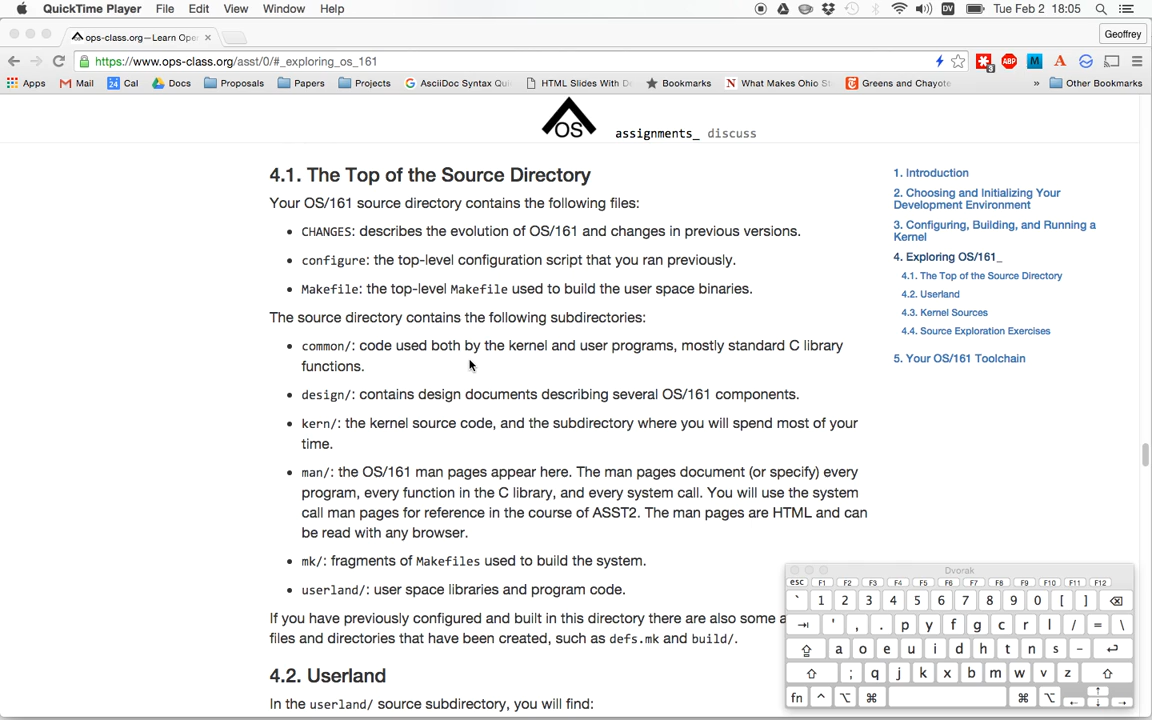 QuickTime Player File Edit View Window Help DV Tue Feb 2 18:05
ops-class.org—Learn Ope Geoffrey
https://www.ops-class.org/asst/0/#_exploring_os_161 3 ABP M A
Apps Mail 24 Cal Docs Proposals Papers Projects G AsciiDoc Syntax Qui HTML Slides With De Bookmarks N What Makes Ohio St Greens and Chayote » Other Bookmarks
OS assignments_ discuss
4.1. The Top of the Source Directory
Your OS/161 source directory contains the following files:
• CHANGES: describes the evolution of OS/161 and changes in previous versions.
• configure: the top-level configuration script that you ran previously.
• Makefile: the top-level Makefile used to build the user space binaries.
The source directory contains the following subdirectories:
• common/: code used both by the kernel and user programs, mostly standard C library
functions.
• design/: contains design documents describing several OS/161 components.
• kern/: the kernel source code, and the subdirectory where you will spend most of your
time.
• man/: the OS/161 man pages appear here. The man pages document (or specify) every
program, every function in the C library, and every system call. You will use the system
call man pages for reference in the course of ASST2. The man pages are HTML and can
be read with any browser.
• mk/: fragments of Makefiles used to build the system.
• userland/: user space libraries and program code.
If you have previously configured and built in this directory there are also some a
files and directories that have been created, such as defs.mk and build/.
4.2. Userland
In the userland/ source subdirectory, you will find:
1. Introduction
2. Choosing and Initializing Your
Development Environment
3. Configuring, Building, and Running a
Kernel
4. Exploring OS/161_
4.1. The Top of the Source Directory
4.2. Userland
4.3. Kernel Sources
4.4. Source Exploration Exercises
5. Your OS/161 Toolchain
Dvorak
esc F1 F2 F3 F4 F5 F6 F7 F8 F9 F10 F11 F12
` 1 2 3 4 5 6 7 8 9 0 [ ]
' , . p y f g c r l / = \
a o e u i d h t n s -
; q j k x b m w v z
fn ^ ⌥ ⌘ ⌘ ⌥